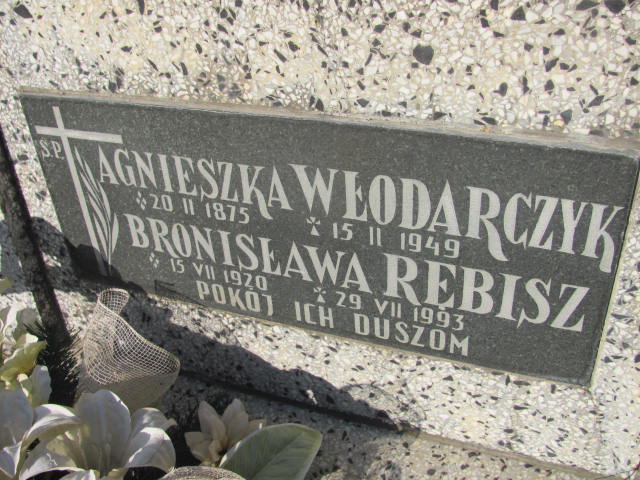 Ś.P.
AGNIESZKA WŁODARCZYK
* 20 II 1875 ✝ 15 II 1949
BRONISŁAWA REBISZ
* 15 VII 1920 ✝ 29 VII 1993
POKÓJ ICH DUSZOM